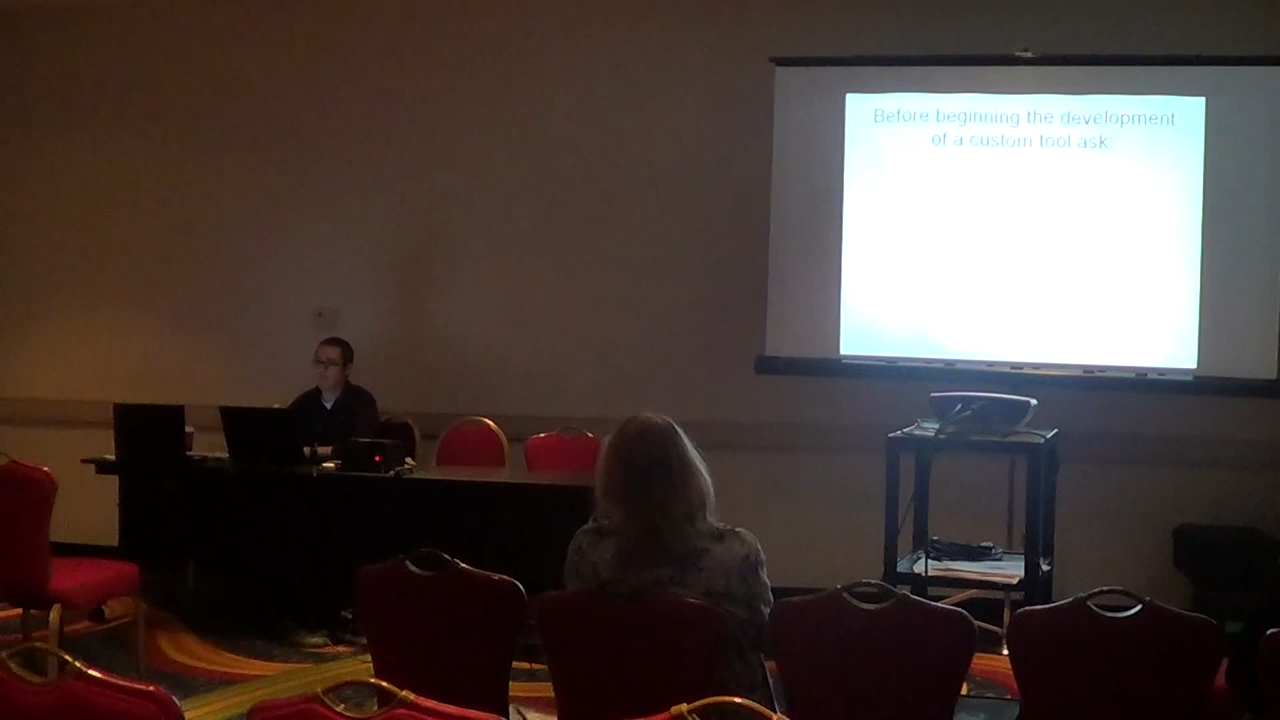 Before beginning the development
of a custom tool ask: